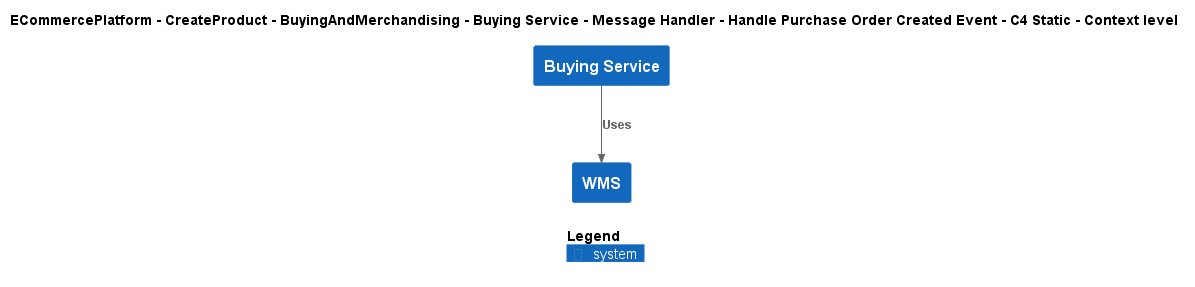 ECommercePlatform - CreateProduct - BuyingAndMerchandising - Buying Service - Message Handler - Handle Purchase Order Created Event - C4 Static - Context level
Buying Service
Uses
WMS
Legend
system